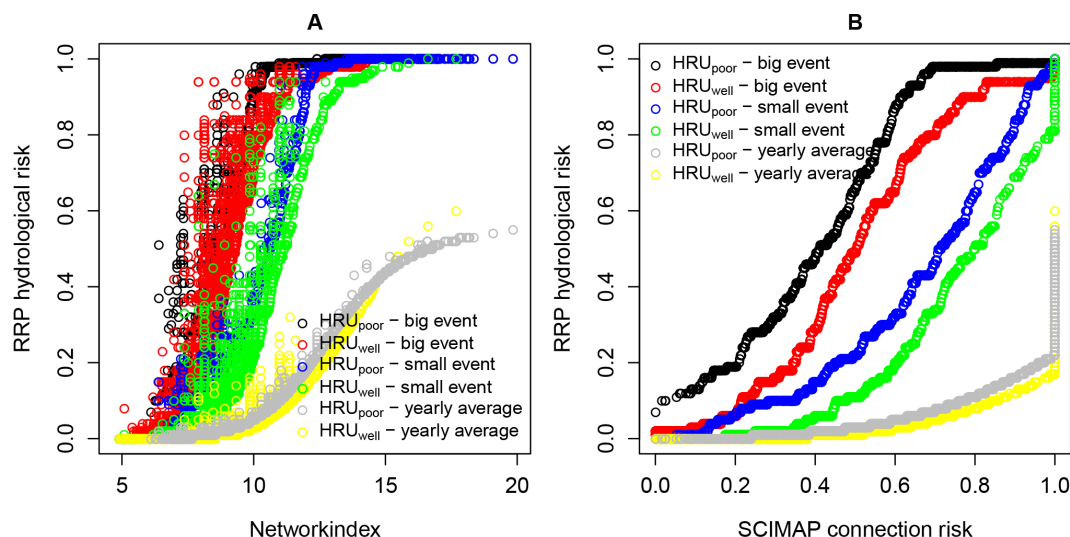 A
RRP hydrological risk
1.0
0.8
0.6
0.4
0.2
0.0
HRUpoor − big event
HRUwell − big event
HRUpoor − small event
HRUwell − small event
HRUpoor − yearly average
HRUwell − yearly average
5 10 15 20
Networkindex
B
RRP hydrological risk
1.0
0.8
0.6
0.4
0.2
0.0
HRUpoor − big event
HRUwell − big event
HRUpoor − small event
HRUwell − small event
HRUpoor − yearly average
HRUwell − yearly average
0.0 0.2 0.4 0.6 0.8 1.0
SCIMAP connection risk